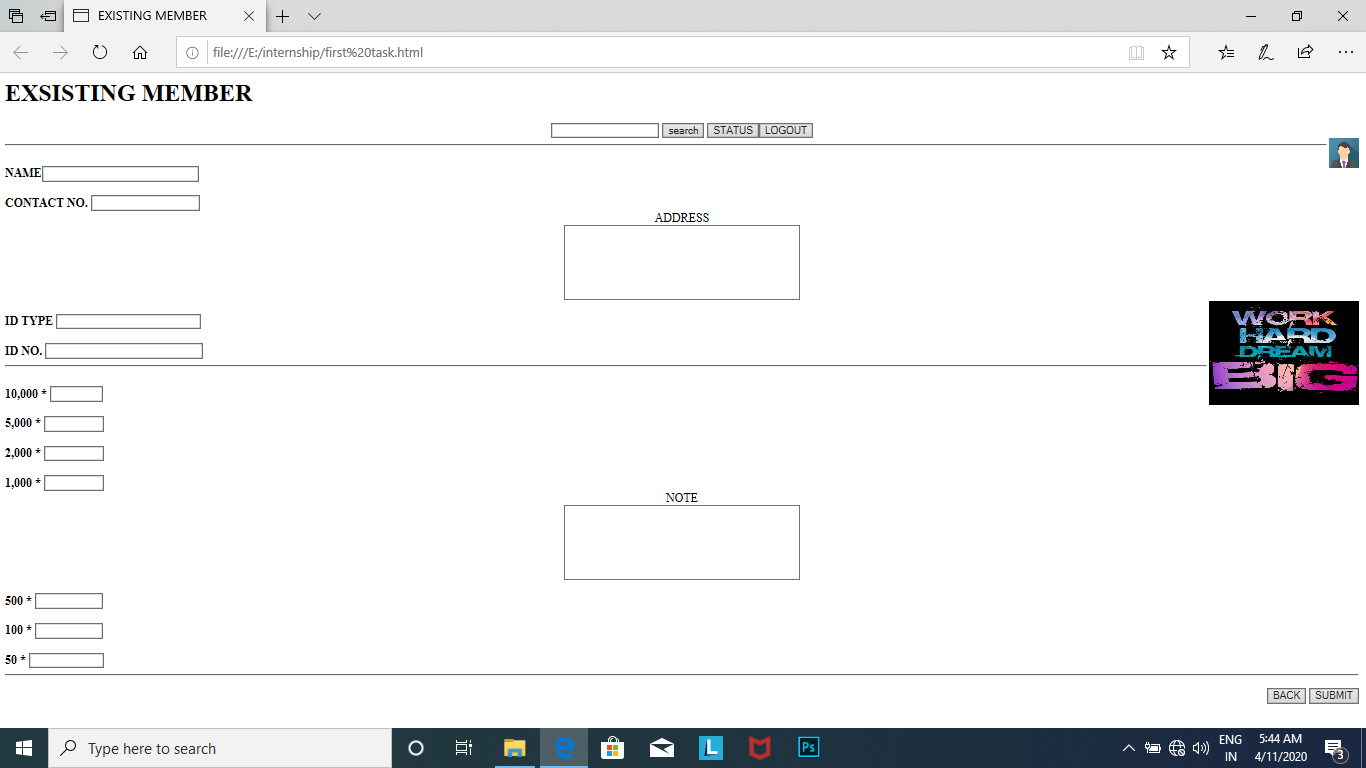 EXISTING MEMBER
file:///E:/internship/first%20task.html
EXSISTING MEMBER
search STATUS LOGOUT
NAME
CONTACT NO.
ADDRESS
ID TYPE
ID NO.
WORK
HARD
DREAM
BIG
10,000 *
5,000 *
2,000 *
1,000 *
NOTE
500 *
100 *
50 *
BACK SUBMIT
Type here to search
L
Ps
ENG
IN
5:44 AM
4/11/2020
3